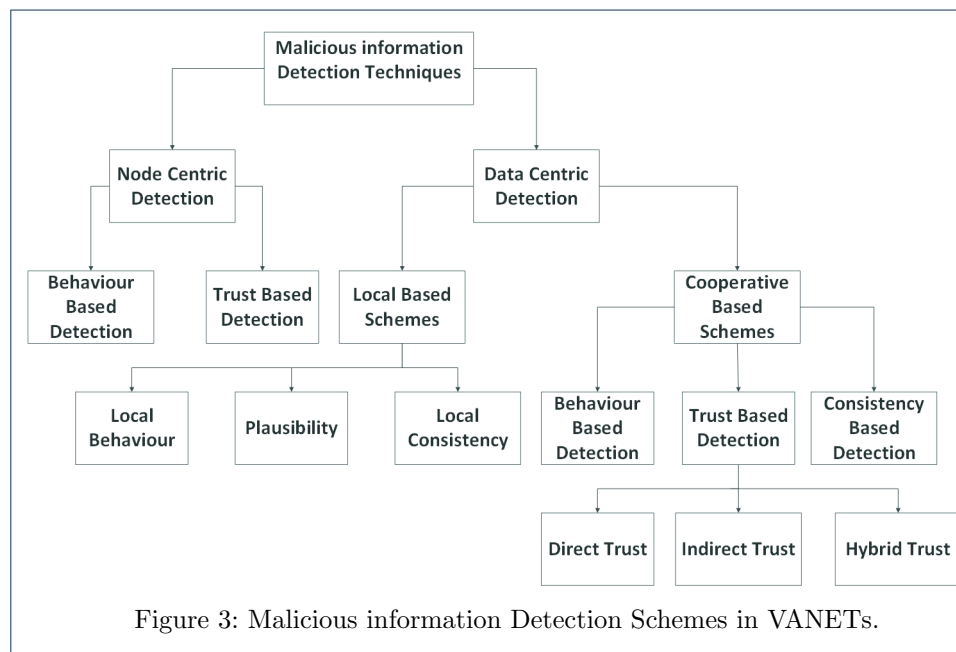 Malicious information
Detection Techniques
Node Centric
Detection
Data Centric
Detection
Behaviour
Based
Detection
Trust Based
Detection
Local Based
Schemes
Cooperative
Based
Schemes
Local
Behaviour
Plausibility
Local
Consistency
Behaviour
Based
Detection
Trust Based
Detection
Consistency
Based
Detection
Direct Trust
Indirect Trust
Hybrid Trust
Figure 3: Malicious information Detection Schemes in VANETs.